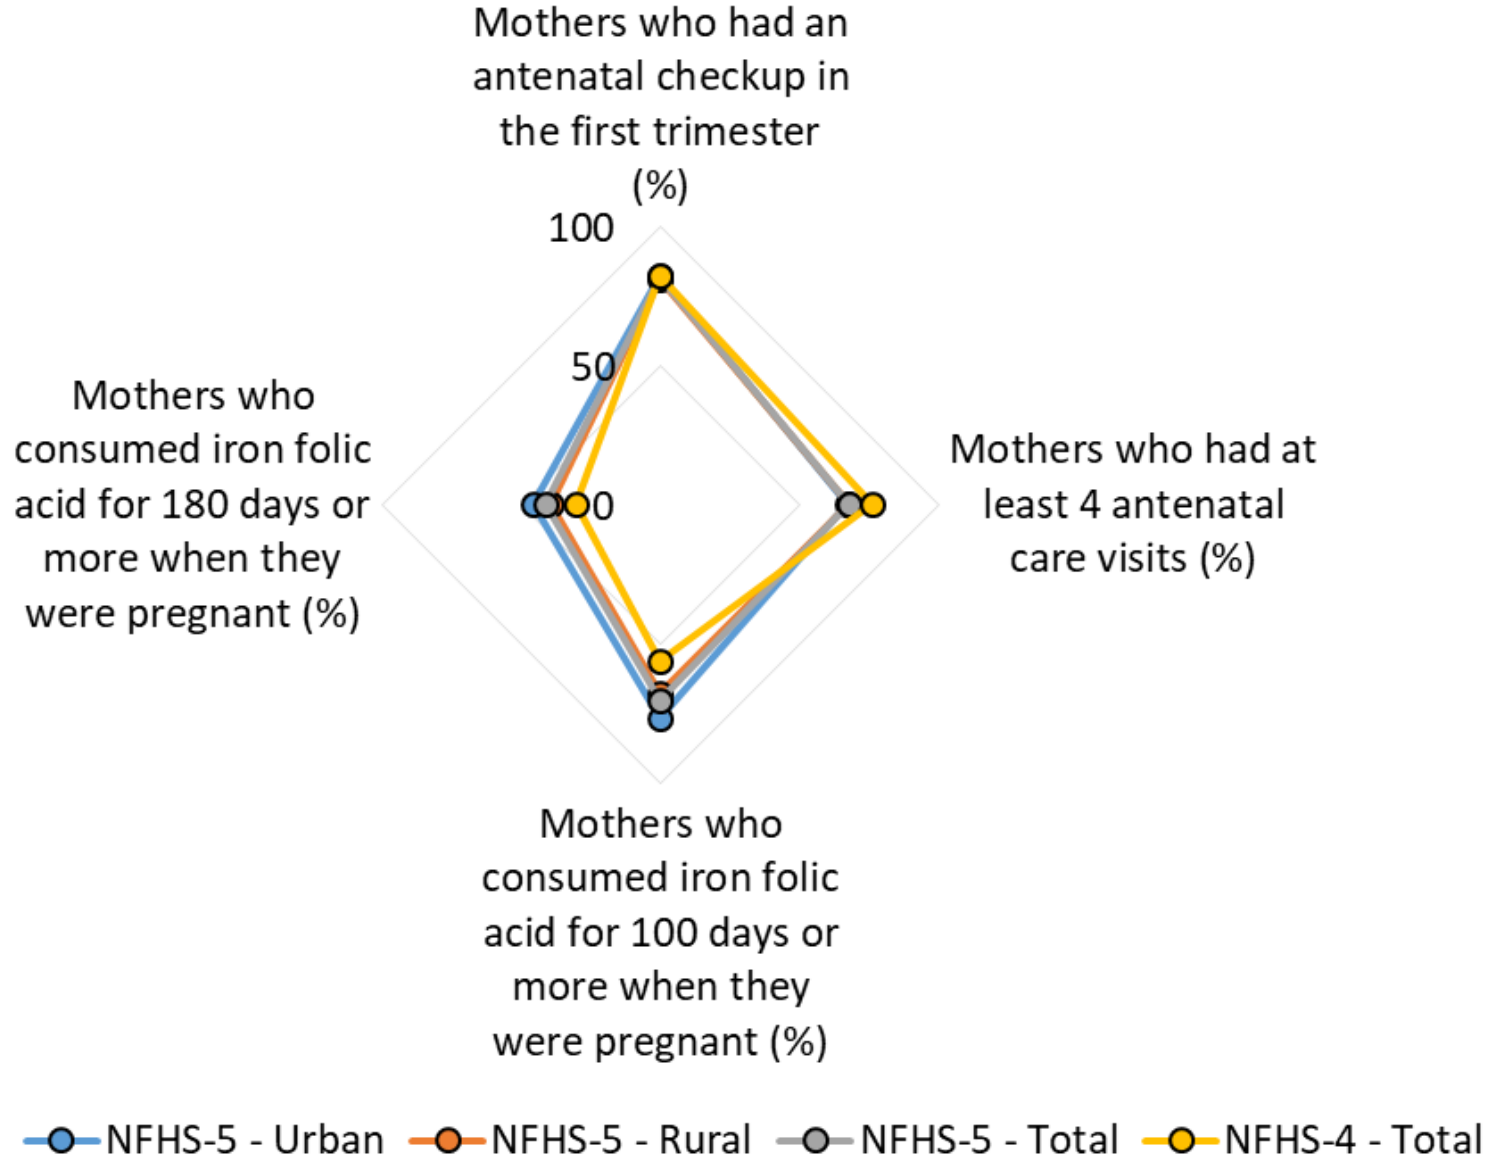 Mothers who had an
antenatal checkup in
the first trimester
(%)
100
50
0
Mothers who had at
least 4 antenatal
care visits (%)
Mothers who
consumed iron folic
acid for 100 days or
more when they
were pregnant (%)
Mothers who
consumed iron folic
acid for 180 days or
more when they
were pregnant (%)
NFHS-5 - Urban
NFHS-5 - Rural
NFHS-5 - Total
NFHS-4 - Total